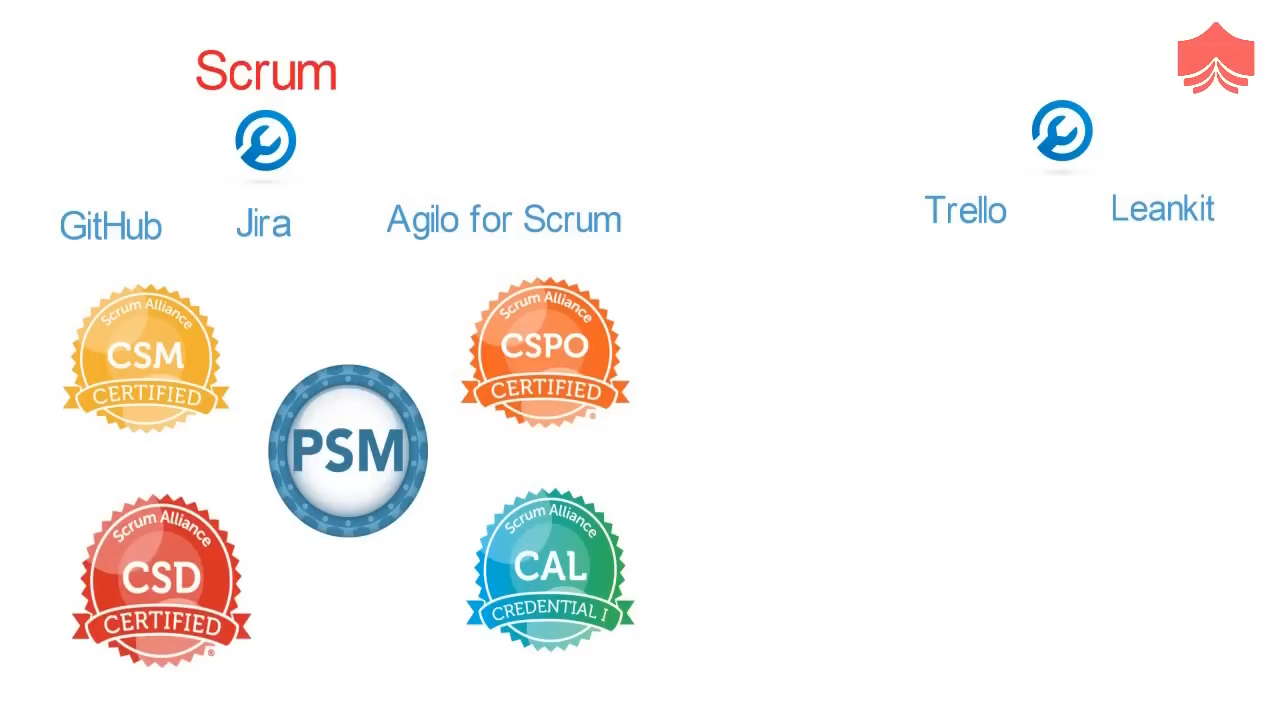 Scrum
GitHub
Jira
Agilo for Scrum
Trello
Leankit
Scrum Alliance
CSM
CERTIFIED
Scrum Alliance
CSPO
CERTIFIED
®
PSM
Scrum Alliance
CSD
CERTIFIED
®
Scrum Alliance
CAL
CREDENTIAL I